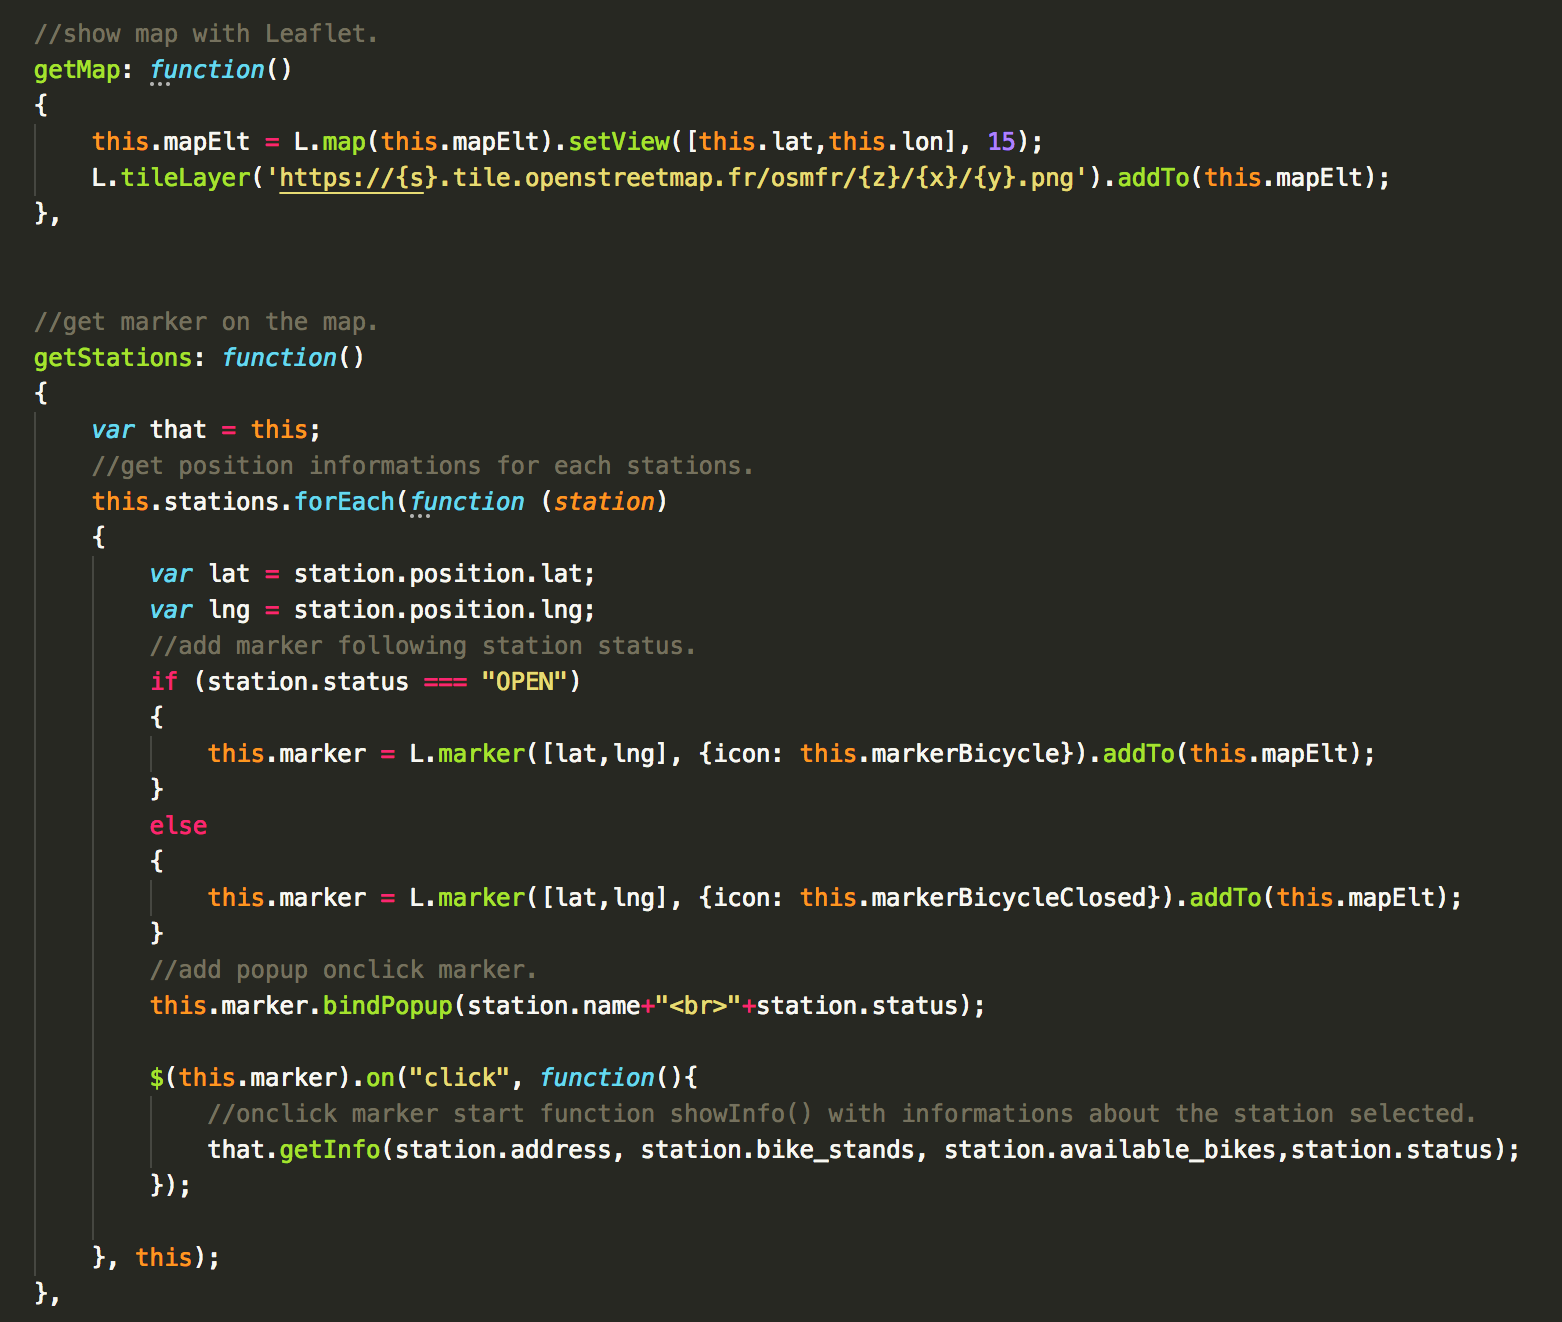 //show map with Leaflet.
getMap: function()
{
    this.mapElt = L.map(this.mapElt).setView([this.lat,this.lon], 15);
    L.tileLayer('https://{s}.tile.openstreetmap.fr/osmfr/{z}/{x}/{y}.png').addTo(this.mapElt);
},
//get marker on the map.
getStations: function()
{
    var that = this;
    //get position informations for each stations.
    this.stations.forEach(function (station)
    {
        var lat = station.position.lat;
        var lng = station.position.lng;
        //add marker following station status.
        if (station.status === "OPEN")
        {
            this.marker = L.marker([lat,lng], {icon: this.markerBicycle}).addTo(this.mapElt);
        }
        else
        {
            this.marker = L.marker([lat,lng], {icon: this.markerBicycleClosed}).addTo(this.mapElt);
        }
        //add popup onclick marker.
        this.marker.bindPopup(station.name+"<br>"+station.status);
        $(this.marker).on("click", function(){
            //onclick marker start function showInfo() with informations about the station selected.
            that.getInfo(station.address, station.bike_stands, station.available_bikes,station.status);
        });
    }, this);
},